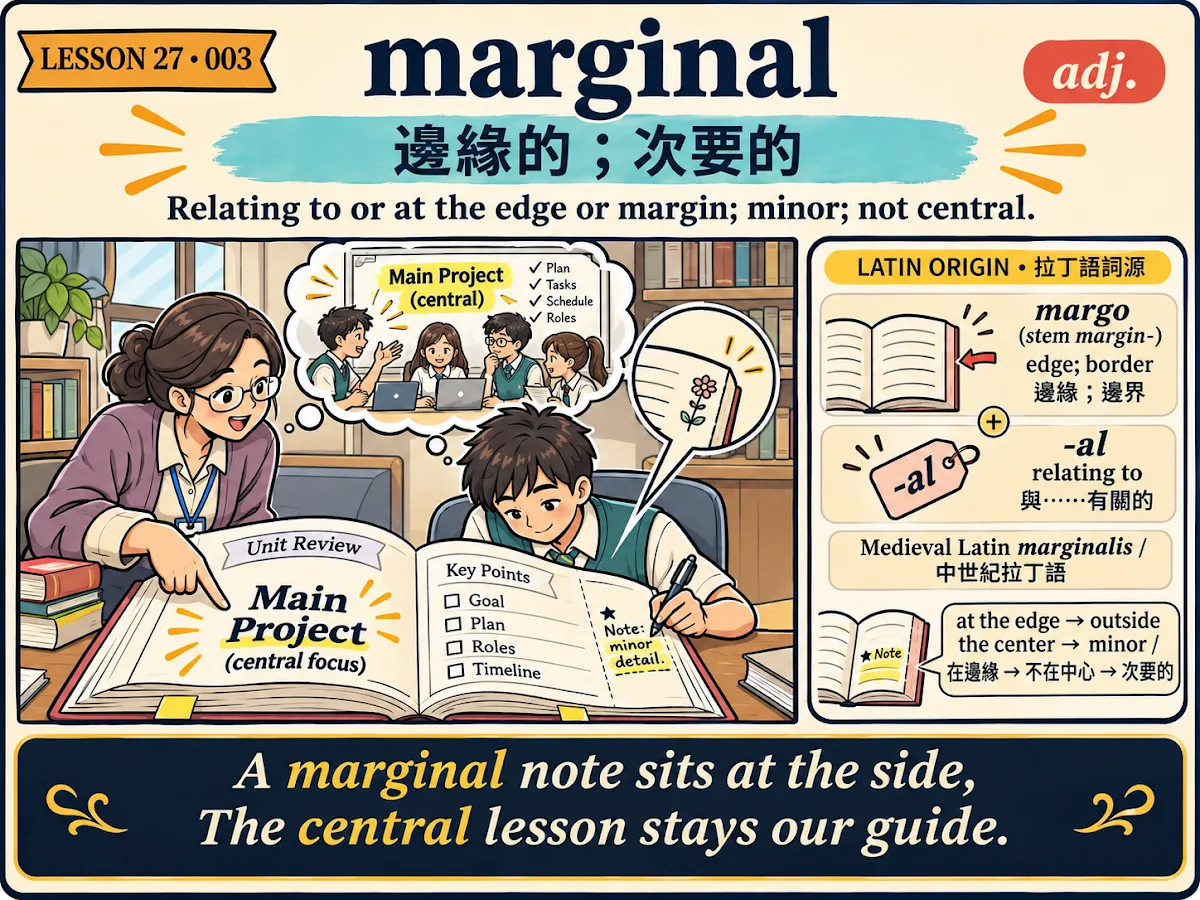 LESSON 27 • 003
marginal
adj.
邊緣的；次要的
Relating to or at the edge or margin; minor; not central.
Main Project
(central)
✓ Plan
✓ Tasks
✓ Schedule
✓ Roles
Unit Review
Main
Project
(central focus)
Key Points
Goal
Plan
Roles
Timeline
★
Note:
minor
detail.
LATIN ORIGIN • 拉丁語詞源
margo
(stem margin-)
edge; border
邊緣；邊界
+
-al
-al
relating to
與⋯⋯有關的
Medieval Latin marginalis /
中世紀拉丁語
★ Note
at the edge → outside
the center → minor /
在邊緣 → 不在中心 → 次要的
A marginal note sits at the side,
The central lesson stays our guide.